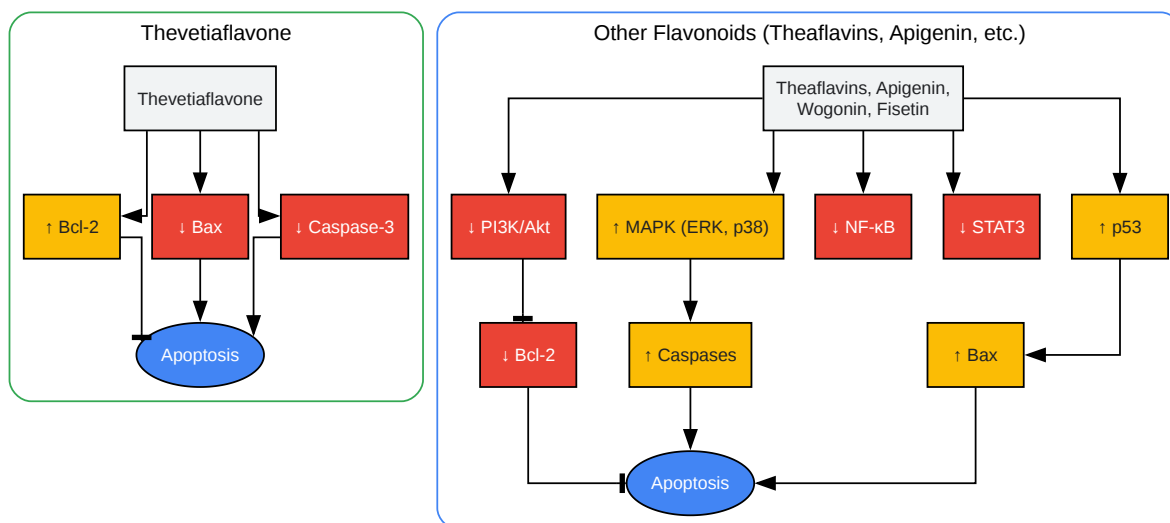 Thevetiaflavone
Thevetiaflavone
↑ Bcl-2
↓ Bax
↓ Caspase-3
Apoptosis
Other Flavonoids (Theaflavins, Apigenin, etc.)
Theaflavins, Apigenin,
Wogonin, Fisetin
↓ PI3K/Akt
↑ MAPK (ERK, p38)
↓ NF-κB
↓ STAT3
↑ p53
↓ Bcl-2
↑ Caspases
↑ Bax
Apoptosis